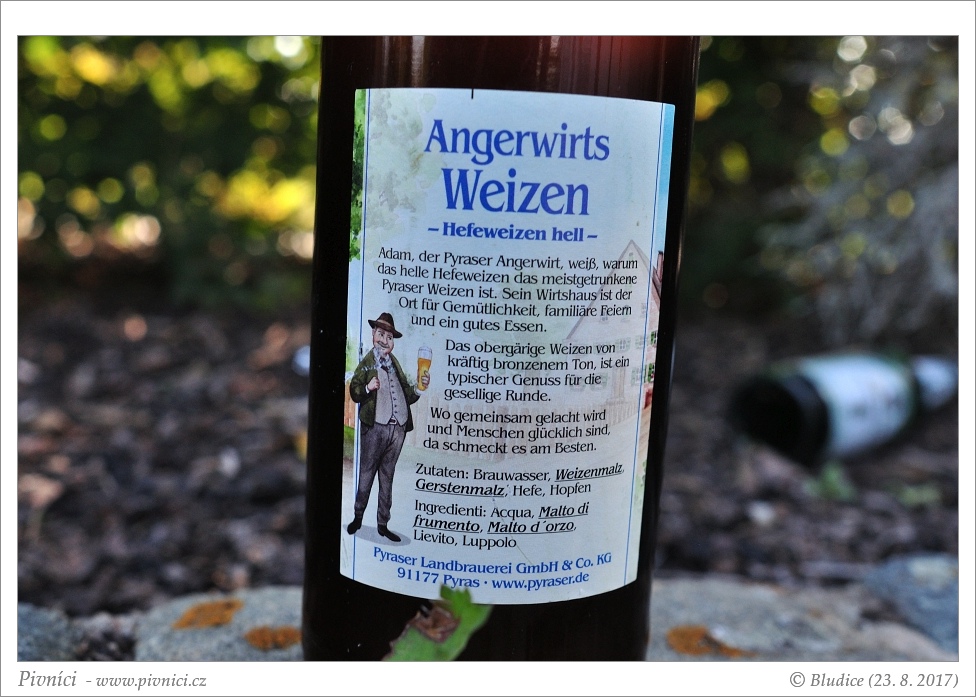 Angerwirts
Weizen
– Hefeweizen hell –
Adam, der Pyraser Angerwirt, weiß, warum
das helle Hefeweizen das meistgetrunkene
Pyraser Weizen ist. Sein Wirtshaus ist der
Ort für Gemütlichkeit, familiäre Feiern
und ein gutes Essen.
Das obergärige Weizen von
kräftig bronzenem Ton, ist ein
typischer Genuss für die
gesellige Runde.
Wo gemeinsam gelacht wird
und Menschen glücklich sind,
da schmeckt es am Besten.
Zutaten: Brauwasser, Weizenmalz,
Gerstenmalz, Hefe, Hopfen
Ingredienti: Acqua, Malto di
frumento, Malto d´orzo,
Lievito, Luppolo
Pyraser Landbrauerei GmbH & Co. KG
91177 Pyras · www.pyraser.de
Pivníci - www.pivnici.cz
© Bludice (23. 8. 2017)